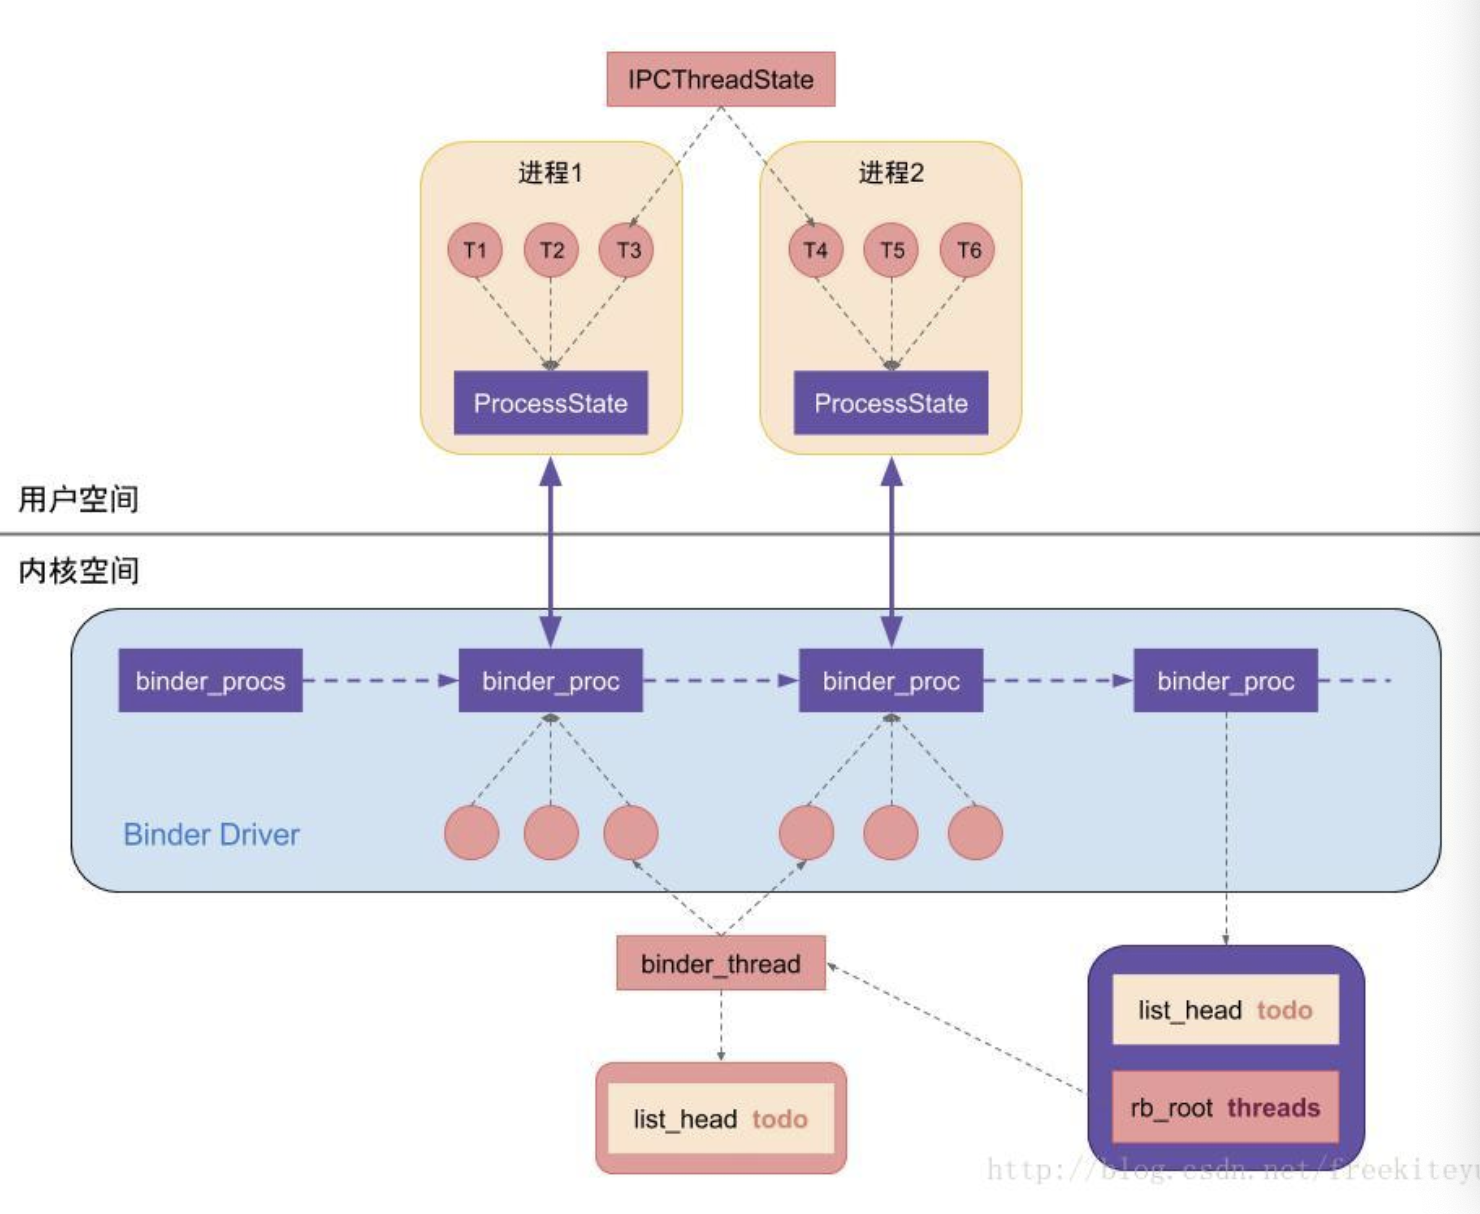 IPCThreadState
进程1
进程2
T1 T2 T3 T4 T5 T6
ProcessState ProcessState
用户空间
内核空间
binder_procs binder_proc binder_proc binder_proc
Binder Driver
binder_thread
list_head todo
list_head todo
rb_root threads
http://blog.csdn.net/freekitey